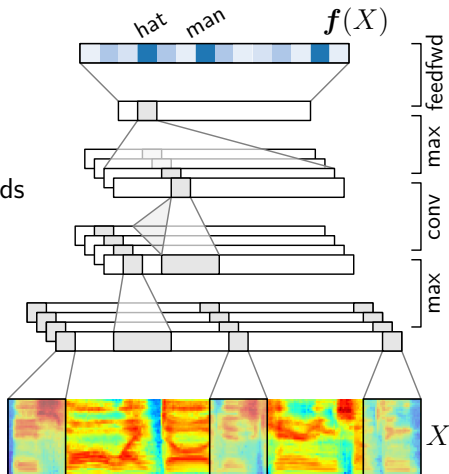 hat man f(X)
feedfwd
max
ds
conv
max
X